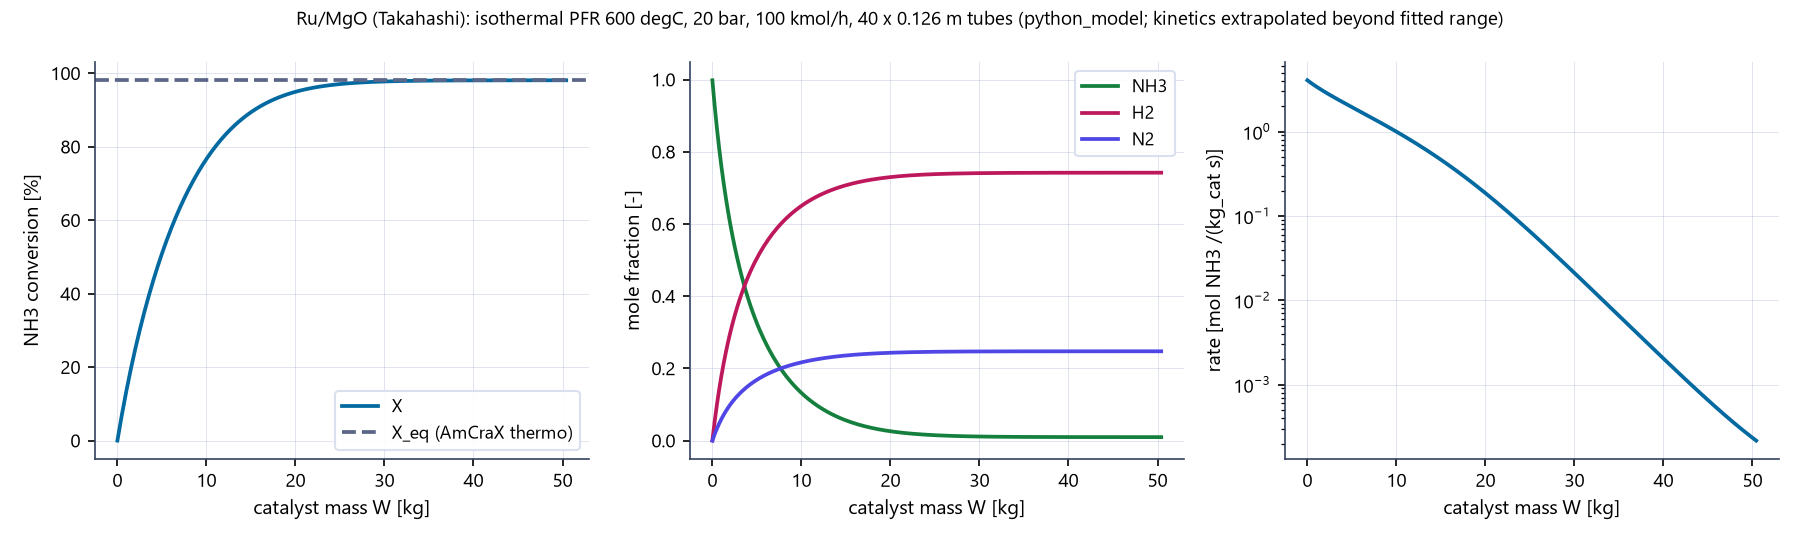 Ru/MgO (Takahashi): isothermal PFR 600 degC, 20 bar, 100 kmol/h, 40 x 0.126 m tubes (python_model; kinetics extrapolated beyond fitted range)
NH3 conversion [%]
100
80
60
40
20
0
X
X_eq (AmCraX thermo)
0 10 20 30 40 50
catalyst mass W [kg]
mole fraction [-]
1.0
0.8
0.6
0.4
0.2
0.0
NH3
H2
N2
0 10 20 30 40 50
catalyst mass W [kg]
rate [mol NH3 /(kg_cat s)]
10⁰
10⁻¹
10⁻²
10⁻³
0 10 20 30 40 50
catalyst mass W [kg]